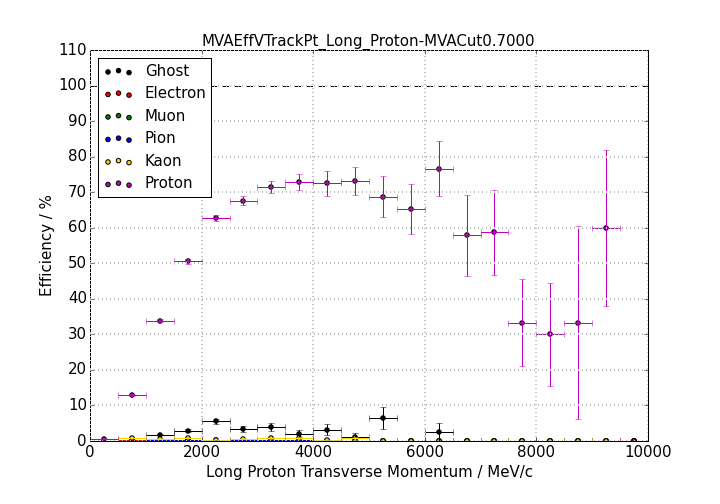 MVAEffVTrackPt_Long_Proton-MVACut0.7000
110
100
90
80
70
60
50
40
30
20
10
0
Efficiency / %
Ghost
Electron
Muon
Pion
Kaon
Proton
0 2000 4000 6000 8000 10000
Long Proton Transverse Momentum / MeV/c